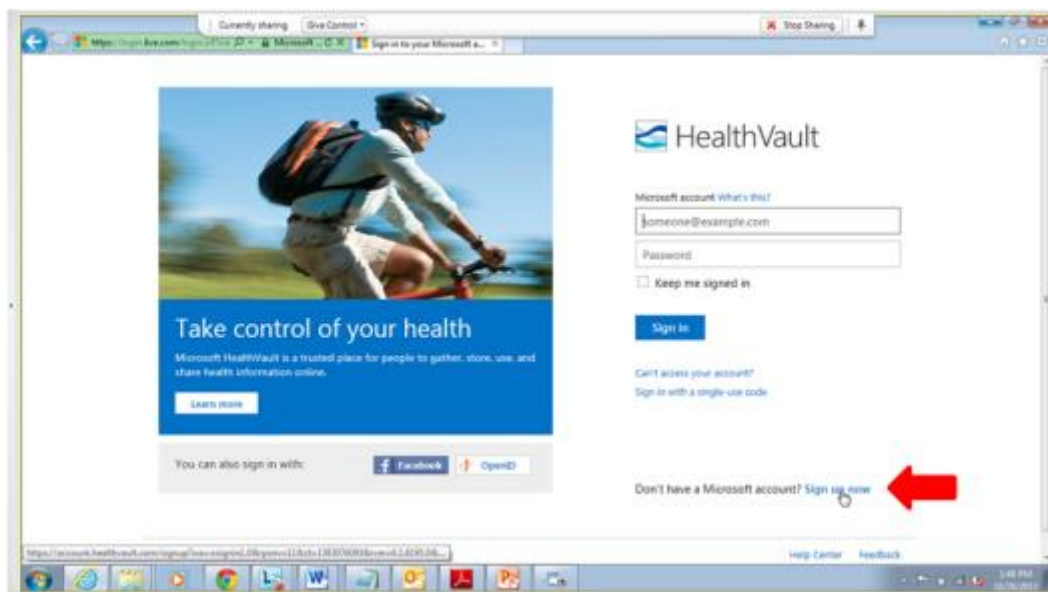 Currently sharing Give Control
Stop Sharing
Sign in to your Microsoft a...
HealthVault
Microsoft account What's this?
someone@example.com
Password
Keep me signed in
Sign in
Take control of your health
Microsoft HealthVault is a trusted place for people to gather, store, use, and
share health information online.
Learn more
Can't access your account?
Sign in with a single-use code
You can also sign in with: Facebook OpenID
Don't have a Microsoft account? Sign up now
Help Center Feedback